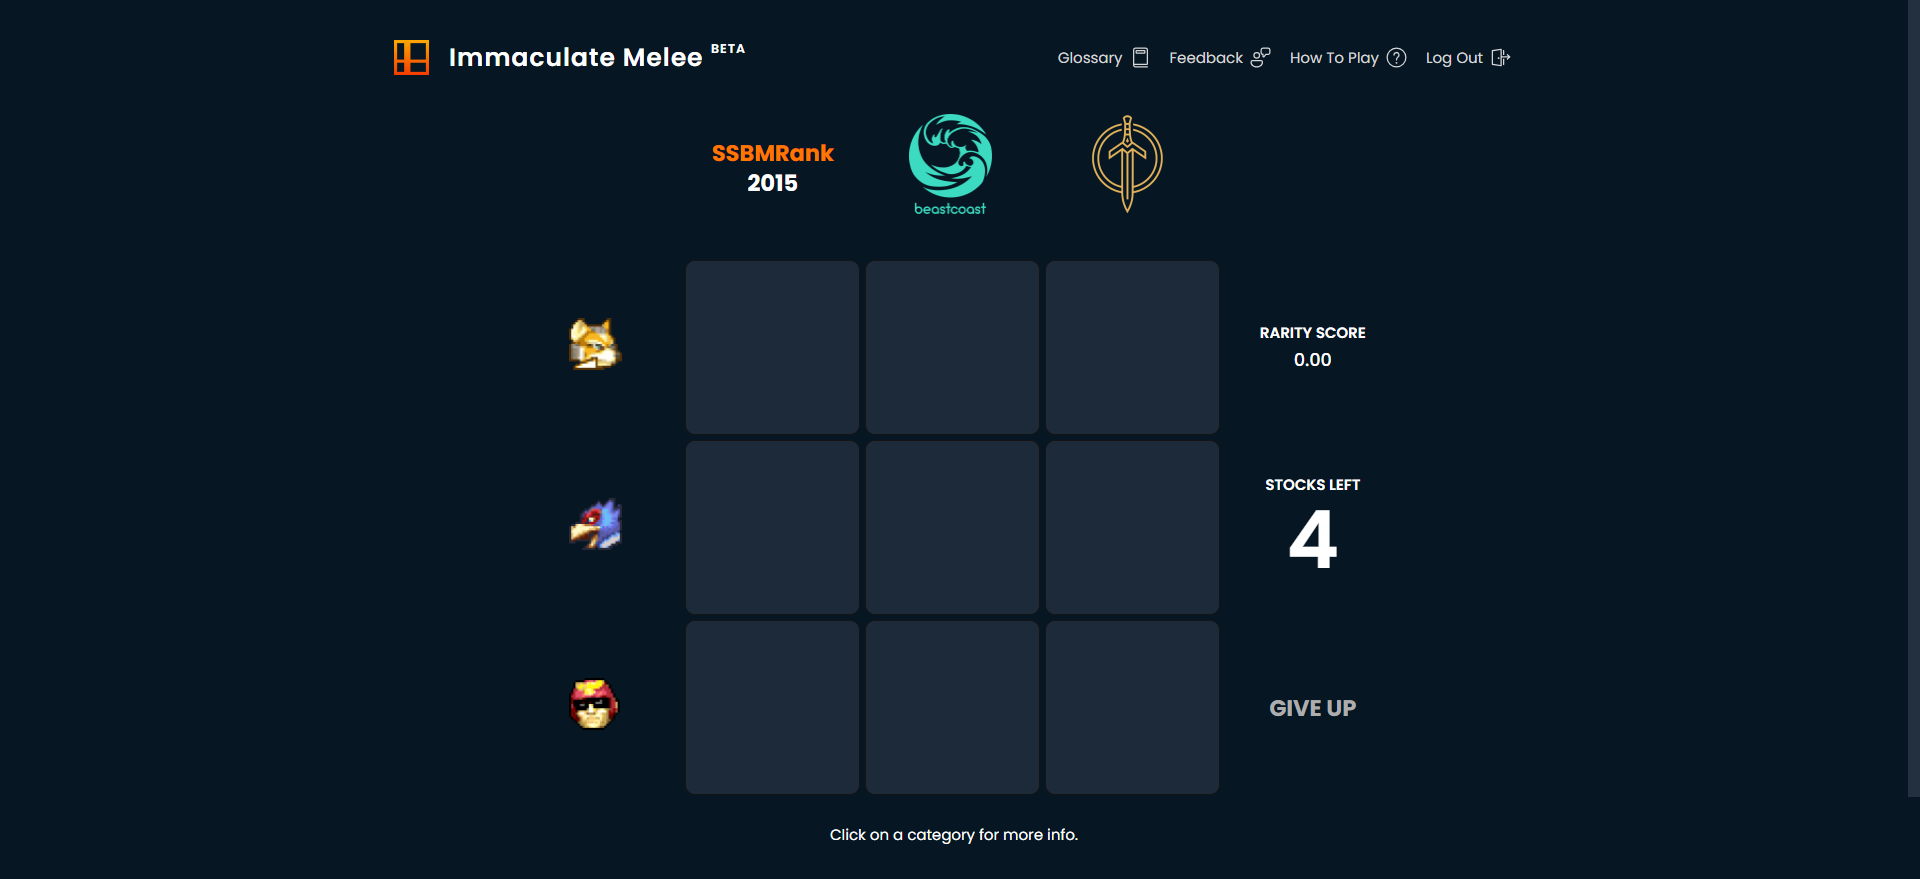 Immaculate Melee BETA
Glossary
Feedback
How To Play
Log Out
SSBMRank
2015
beastcoast
RARITY SCORE
0.00
STOCKS LEFT
4
GIVE UP
Click on a category for more info.